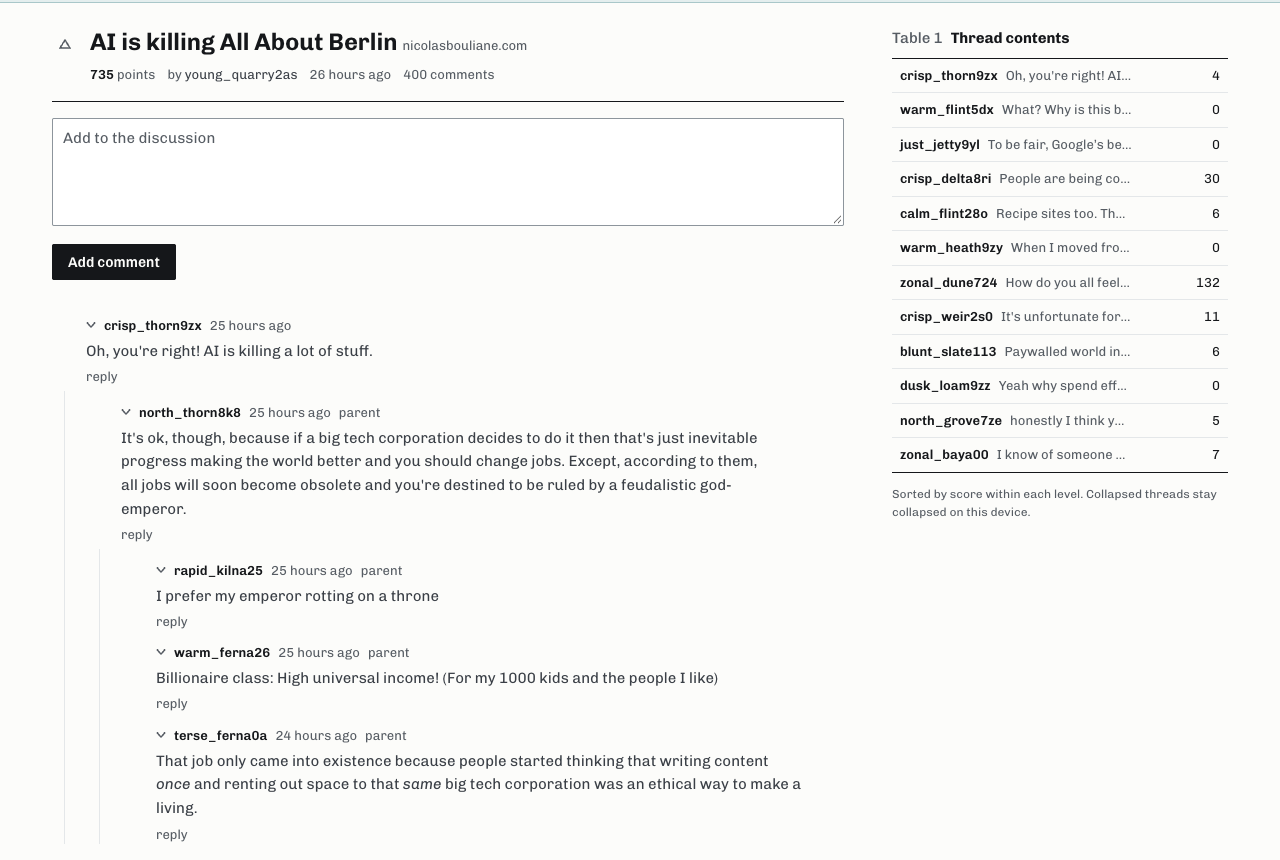 AI is killing All About Berlin nicolasbouliane.com
735 points by young_quarry2as 26 hours ago 400 comments
Add to the discussion
Add comment
crisp_thorn9zx 25 hours ago
Oh, you're right! AI is killing a lot of stuff.
reply
north_thorn8k8 25 hours ago parent
It's ok, though, because if a big tech corporation decides to do it then that's just inevitable
progress making the world better and you should change jobs. Except, according to them,
all jobs will soon become obsolete and you're destined to be ruled by a feudalistic god-
emperor.
reply
rapid_kilna25 25 hours ago parent
I prefer my emperor rotting on a throne
reply
warm_ferna26 25 hours ago parent
Billionaire class: High universal income! (For my 1000 kids and the people I like)
reply
terse_ferna0a 24 hours ago parent
That job only came into existence because people started thinking that writing content
once and renting out space to that same big tech corporation was an ethical way to make a
living.
reply
Table 1 Thread contents
crisp_thorn9zx Oh, you're right! AI... 4
warm_flint5dx What? Why is this b... 0
just_jetty9yl To be fair, Google's be... 0
crisp_delta8ri People are being co... 30
calm_flint28o Recipe sites too. Th... 6
warm_heath9zy When I moved fro... 0
zonal_dune724 How do you all feel... 132
crisp_weir2s0 It's unfortunate for... 11
blunt_slate113 Paywalled world in... 6
dusk_loam9zz Yeah why spend eff... 0
north_grove7ze honestly I think y... 5
zonal_baya00 I know of someone ... 7
Sorted by score within each level. Collapsed threads stay
collapsed on this device.